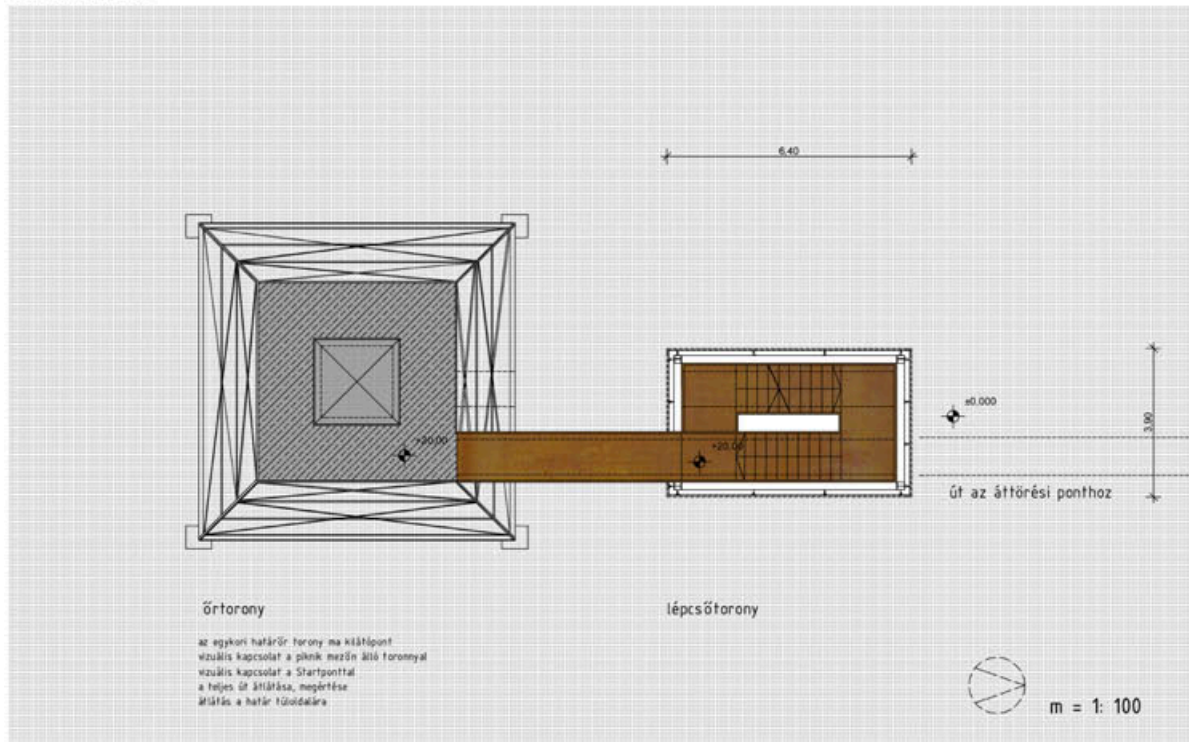 6,40
±0.000
3,90
+20,00
+20,00
út az áttörési ponthoz
őrtorony
lépcsőtorony
az egykori határőr torony ma kilátópont
vizuális kapcsolat a piknik mezőn álló toronnyal
vizuális kapcsolat a Startponttal
a teljes út átlátása, megértése
átlátás a határ túloldalára
m = 1: 100